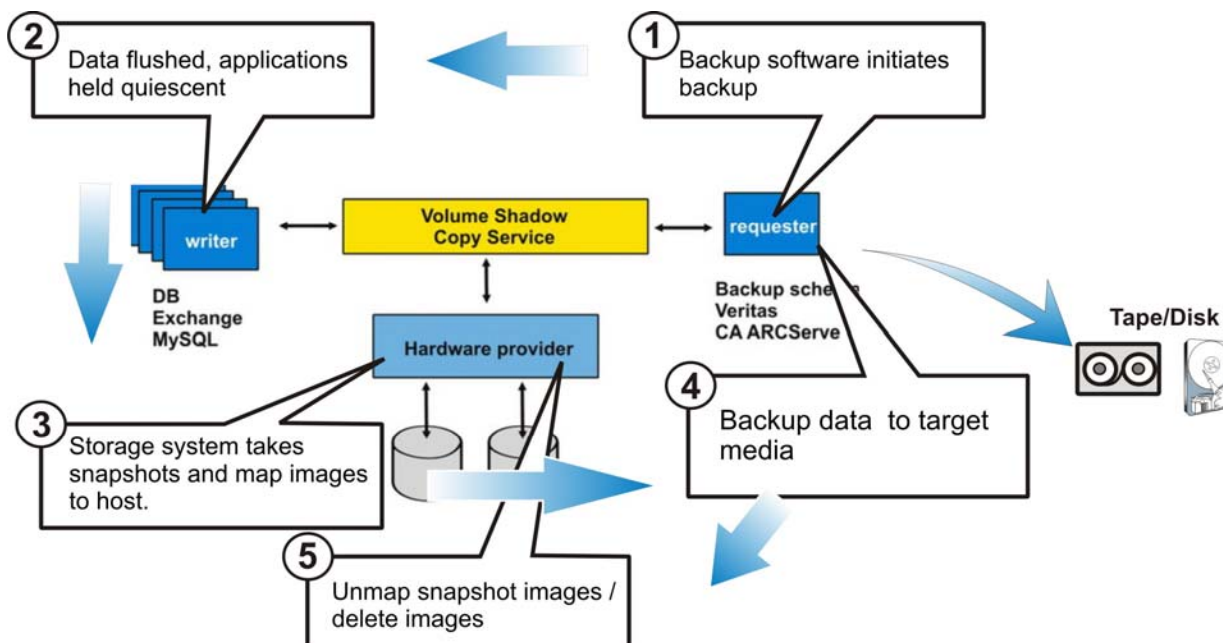 2
Data flushed, applications
held quiescent
1
Backup software initiates
backup
writer
Volume Shadow
Copy Service
requester
DB
Exchange
MySQL
Hardware provider
Backup
Veritas
CA ARCServe
Tape/Disk
3
Storage system takes
snapshots and map images
to host.
4
Backup data to target
media
5
Unmap snapshot images /
delete images